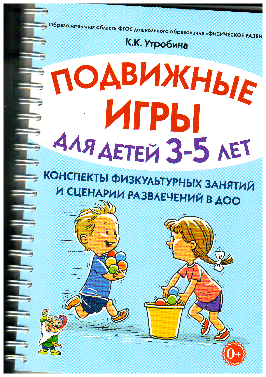 Образовательная область ФГОС дошкольного образования «ФИЗИЧЕСКОЕ РАЗВИ
К.К. Утробина
ПОДВИЖНЫЕ
ИГРЫ
ДЛЯ ДЕТЕЙ 3-5 ЛЕТ
КОНСПЕКТЫ ФИЗКУЛЬТУРНЫХ ЗАНЯТИЙ
И СЦЕНАРИИ РАЗВЛЕЧЕНИЙ В ДОО
0+